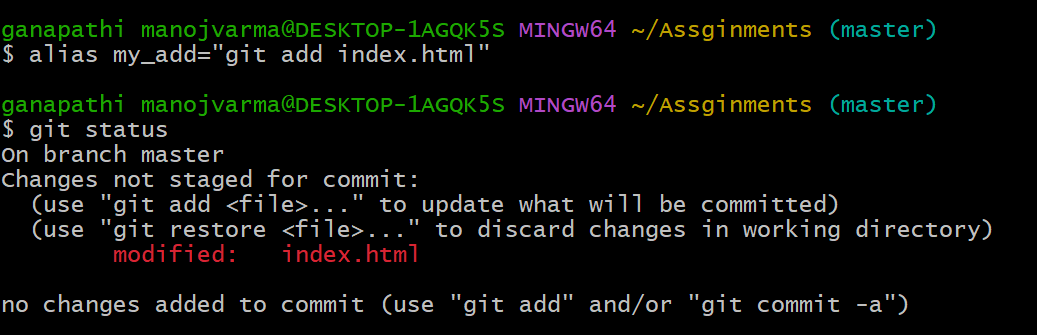 ganapathi manojvarma@DESKTOP-1AGQK5S MINGW64 ~/Assginments (master)
$ alias my_add="git add index.html"
ganapathi manojvarma@DESKTOP-1AGQK5S MINGW64 ~/Assginments (master)
$ git status
On branch master
Changes not staged for commit:
  (use "git add <file>..." to update what will be committed)
  (use "git restore <file>..." to discard changes in working directory)
        modified:   index.html
no changes added to commit (use "git add" and/or "git commit -a")